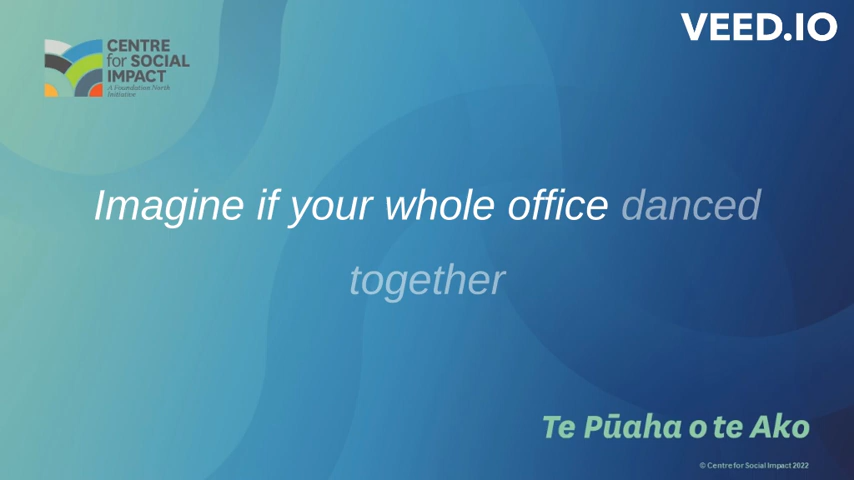 VEED.IO
CENTRE
for SOCIAL
IMPACT
A Foundation North
Initiative
Imagine if your whole office danced
together
Te Pūaha o te Ako
© Centre for Social Impact 2022